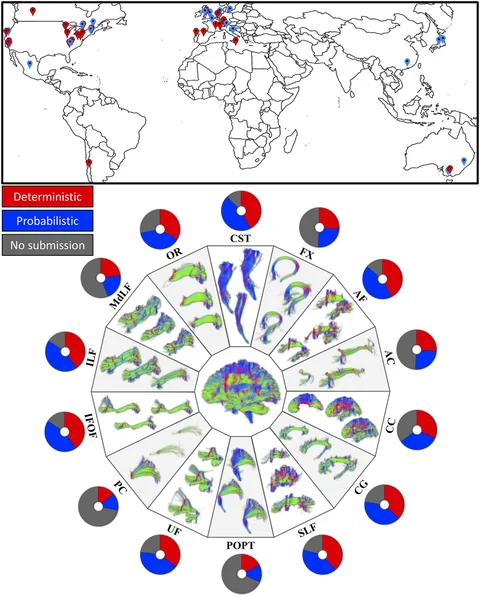 Deterministic
Probabilistic
No submission
CST
FX
AF
AC
CC
CG
SLF
POPT
UF
PC
IFOF
ILF
MdLF
OR